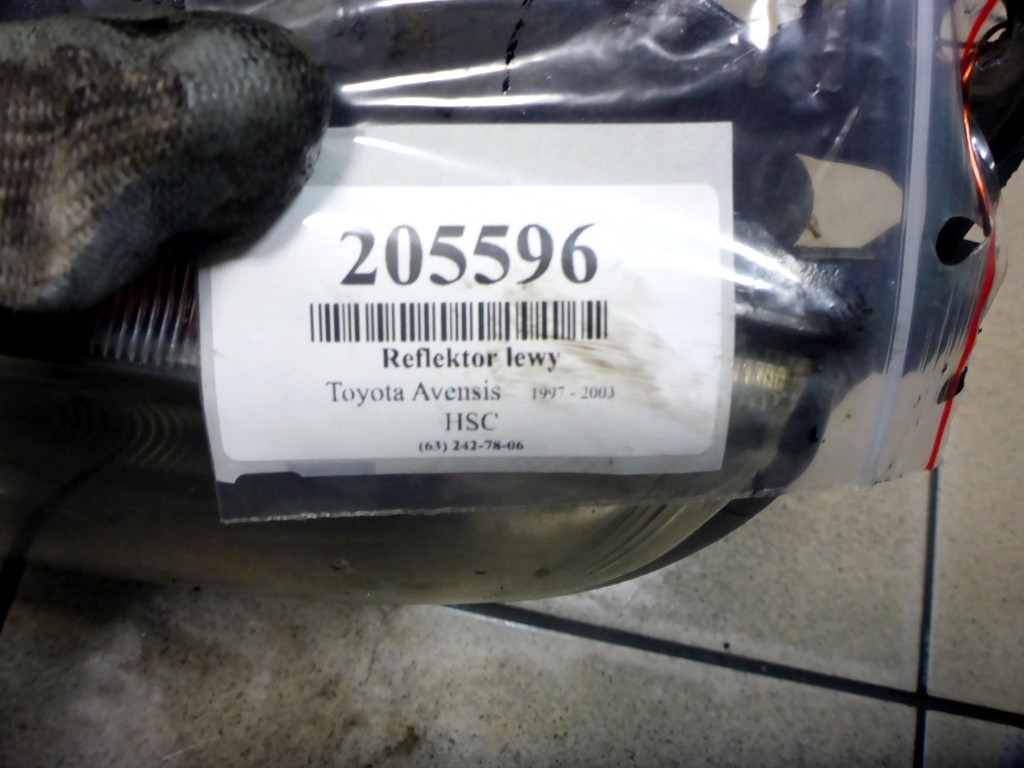 205596
Reflektor lewy
Toyota Avensis 1997 - 2003
HSC
(63) 242-78-06